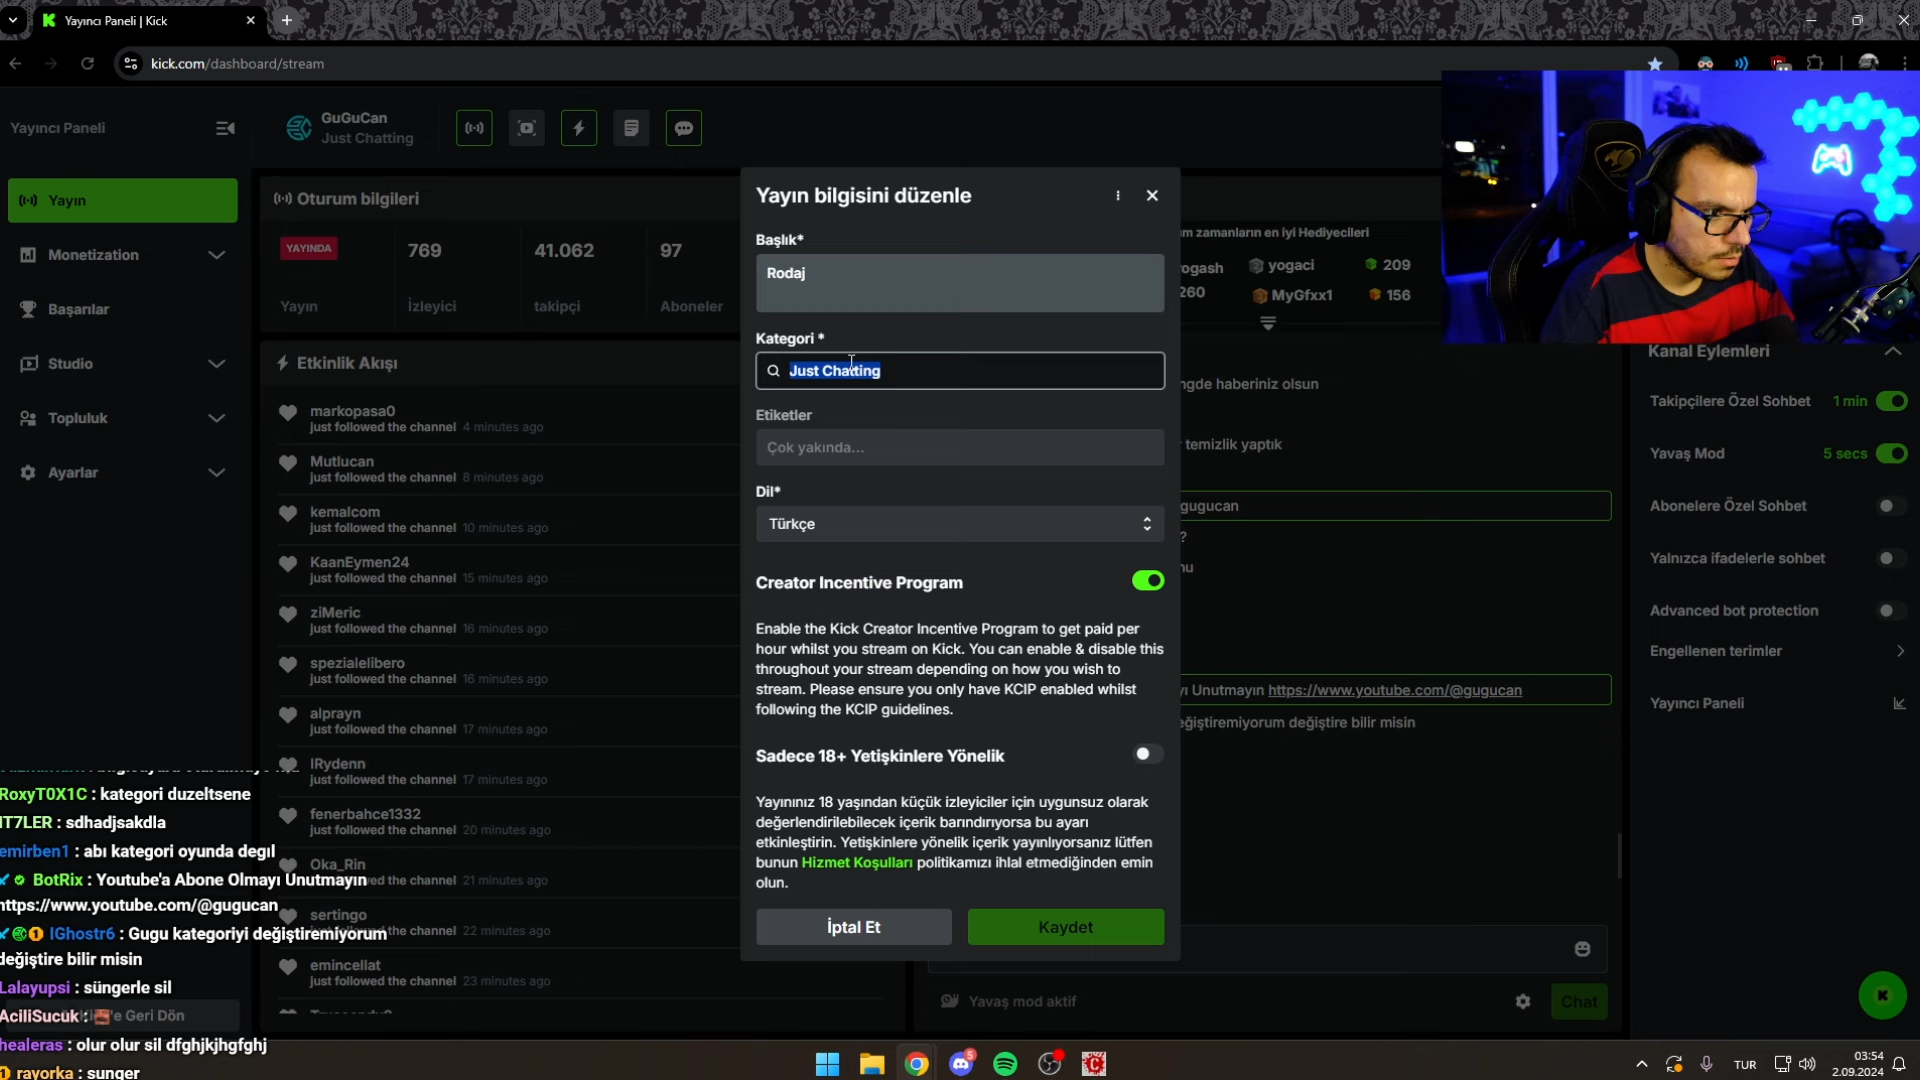 Yayıncı Paneli | Kick
kick.com/dashboard/stream
Yayıncı Paneli
GuGuCan
Just Chatting
Yayın
Monetization
Başarılar
Studio
Topluluk
Ayarlar
Oturum bilgileri
YAYINDA
769
41.062
97
Yayın
İzleyici
takipçi
Aboneler
Etkinlik Akışı
markopasa0
just followed the channel 4 minutes ago
Mutlucan
just followed the channel 8 minutes ago
kemalcom
just followed the channel 10 minutes ago
KaanEymen24
just followed the channel 15 minutes ago
ziMeric
just followed the channel 16 minutes ago
spezialelibero
just followed the channel 16 minutes ago
alprayn
just followed the channel 17 minutes ago
IRydenn
just followed the channel 17 minutes ago
fenerbahce1332
just followed the channel 20 minutes ago
Oka_Rin
ed the channel 21 minutes ago
sertingo
just followed the channel 22 minutes ago
emincellat
just followed the channel 23 minutes ago
Yayın bilgisini düzenle
Başlık*
Rodaj
Kategori *
Just Chatting
Etiketler
Çok yakında...
Dil*
Türkçe
Creator Incentive Program
Enable the Kick Creator Incentive Program to get paid per
hour whilst you stream on Kick. You can enable & disable this
throughout your stream depending on how you wish to
stream. Please ensure you only have KCIP enabled whilst
following the KCIP guidelines.
Sadece 18+ Yetişkinlere Yönelik
Yayınınız 18 yaşından küçük izleyiciler için uygunsuz olarak
değerlendirilebilecek içerik barındırıyorsa bu ayarı
etkinleştirin. Yetişkinlere yönelik içerik yayınlıyorsanız lütfen
bunun Hizmet Koşulları politikamızı ihlal etmediğinden emin
olun.
İptal Et
Kaydet
m zamanların en iyi Hediyecileri
ogash
260
yogaci
209
MyGfxx1
156
ngde haberiniz olsun
temizlik yaptık
gugucan
?
nu
ı Unutmayın https://www.youtube.com/@gugucan
eğiştiremiyorum değiştire bilir misin
Yavaş mod aktif
Chat
Kanal Eylemleri
Takipçilere Özel Sohbet 1 min
Yavaş Mod 5 secs
Abonelere Özel Sohbet
Yalnızca ifadelerle sohbet
Advanced bot protection
Engellenen terimler
Yayıncı Paneli
RoxyT0X1C : kategori duzeltsene
IT7LER : sdhadjsakdla
emirben1 : abı kategori oyunda degıl
BotRix : Youtube'a Abone Olmayı Unutmayın
https://www.youtube.com/@gugucan
IGhostr6 : Gugu kategoriyi değiştiremiyorum
değiştire bilir misin
Lalayupsi : süngerle sil
AciliSucuk :
'e Geri Dön
healeras : olur olur sil dfghjkjhgfghj
rayorka : sunger
5
TUR
03:54
2.09.2024